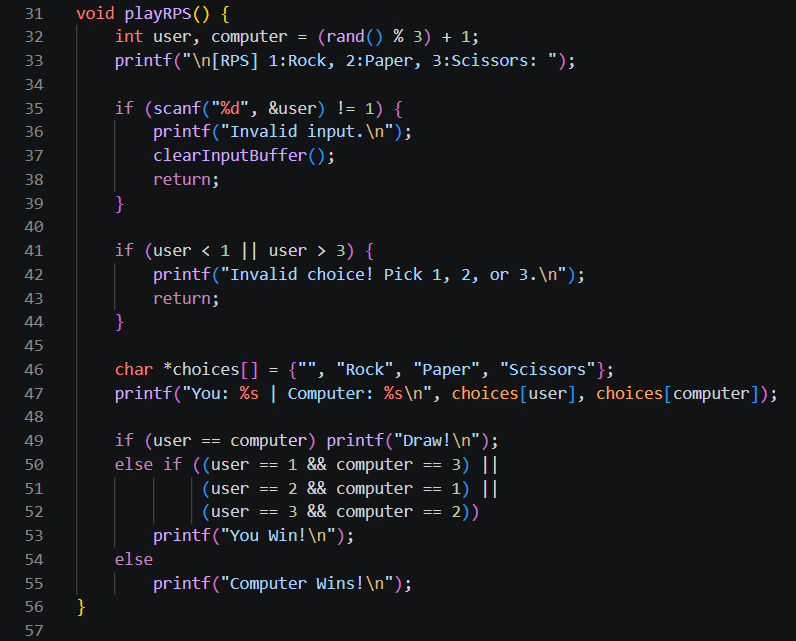 31 void playRPS() {
32     int user, computer = (rand() % 3) + 1;
33     printf("\n[RPS] 1:Rock, 2:Paper, 3:Scissors: ");
34
35     if (scanf("%d", &user) != 1) {
36         printf("Invalid input.\n");
37         clearInputBuffer();
38         return;
39     }
40
41     if (user < 1 || user > 3) {
42         printf("Invalid choice! Pick 1, 2, or 3.\n");
43         return;
44     }
45
46     char *choices[] = {"", "Rock", "Paper", "Scissors"};
47     printf("You: %s | Computer: %s\n", choices[user], choices[computer]);
48
49     if (user == computer) printf("Draw!\n");
50     else if ((user == 1 && computer == 3) ||
51              (user == 2 && computer == 1) ||
52              (user == 3 && computer == 2))
53         printf("You Win!\n");
54     else
55         printf("Computer Wins!\n");
56 }
57